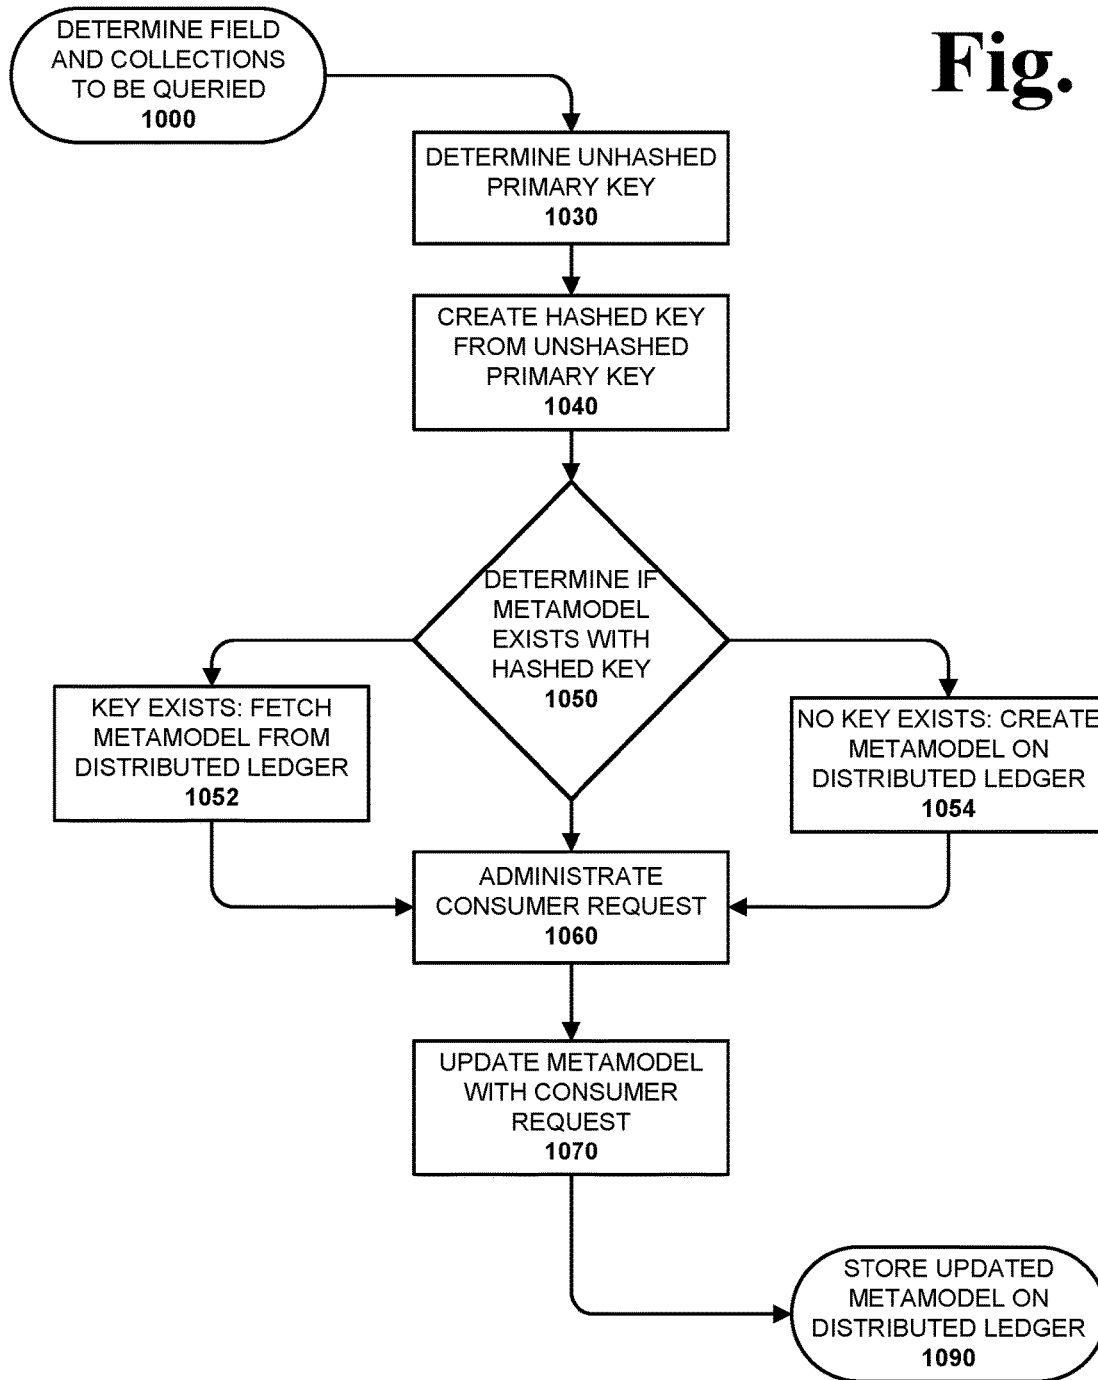 DETERMINE FIELD
AND COLLECTIONS
TO BE QUERIED
1000
Fig.
DETERMINE UNHASHED
PRIMARY KEY
1030
CREATE HASHED KEY
FROM UNSHASHED
PRIMARY KEY
1040
DETERMINE IF
METAMODEL
EXISTS WITH
HASHED KEY
1050
KEY EXISTS: FETCH
METAMODEL FROM
DISTRIBUTED LEDGER
1052
NO KEY EXISTS: CREATE
METAMODEL ON
DISTRIBUTED LEDGER
1054
ADMINISTRATE
CONSUMER REQUEST
1060
UPDATE METAMODEL
WITH CONSUMER
REQUEST
1070
STORE UPDATED
METAMODEL ON
DISTRIBUTED LEDGER
1090